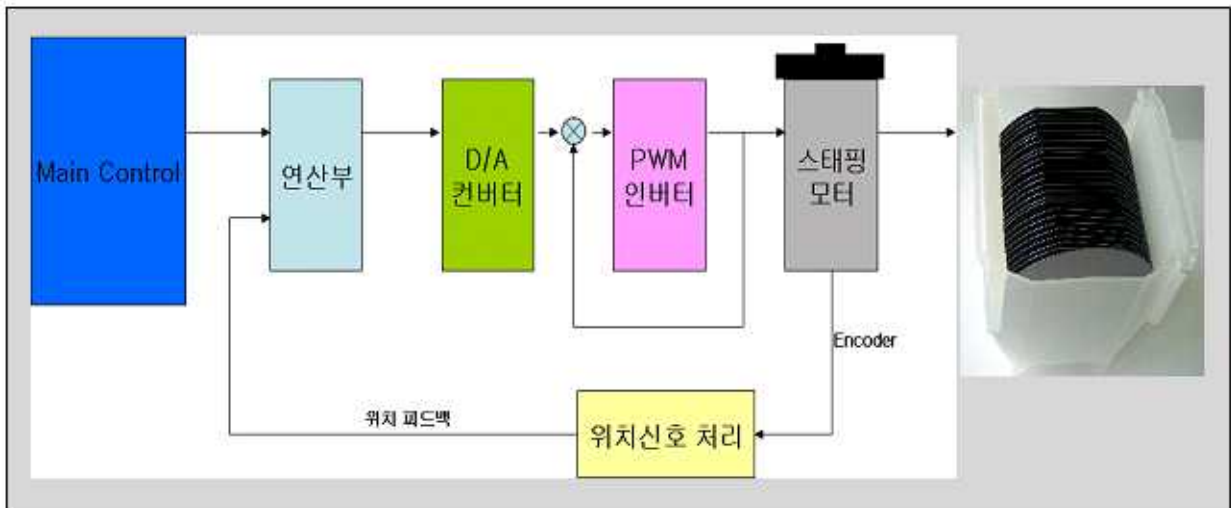 Main Control
연산부
D/A
컨버터
PWM
인버터
스태핑
모터
Encoder
위치 피드백
위치신호 처리